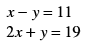 x − y = 11
2x + y = 19